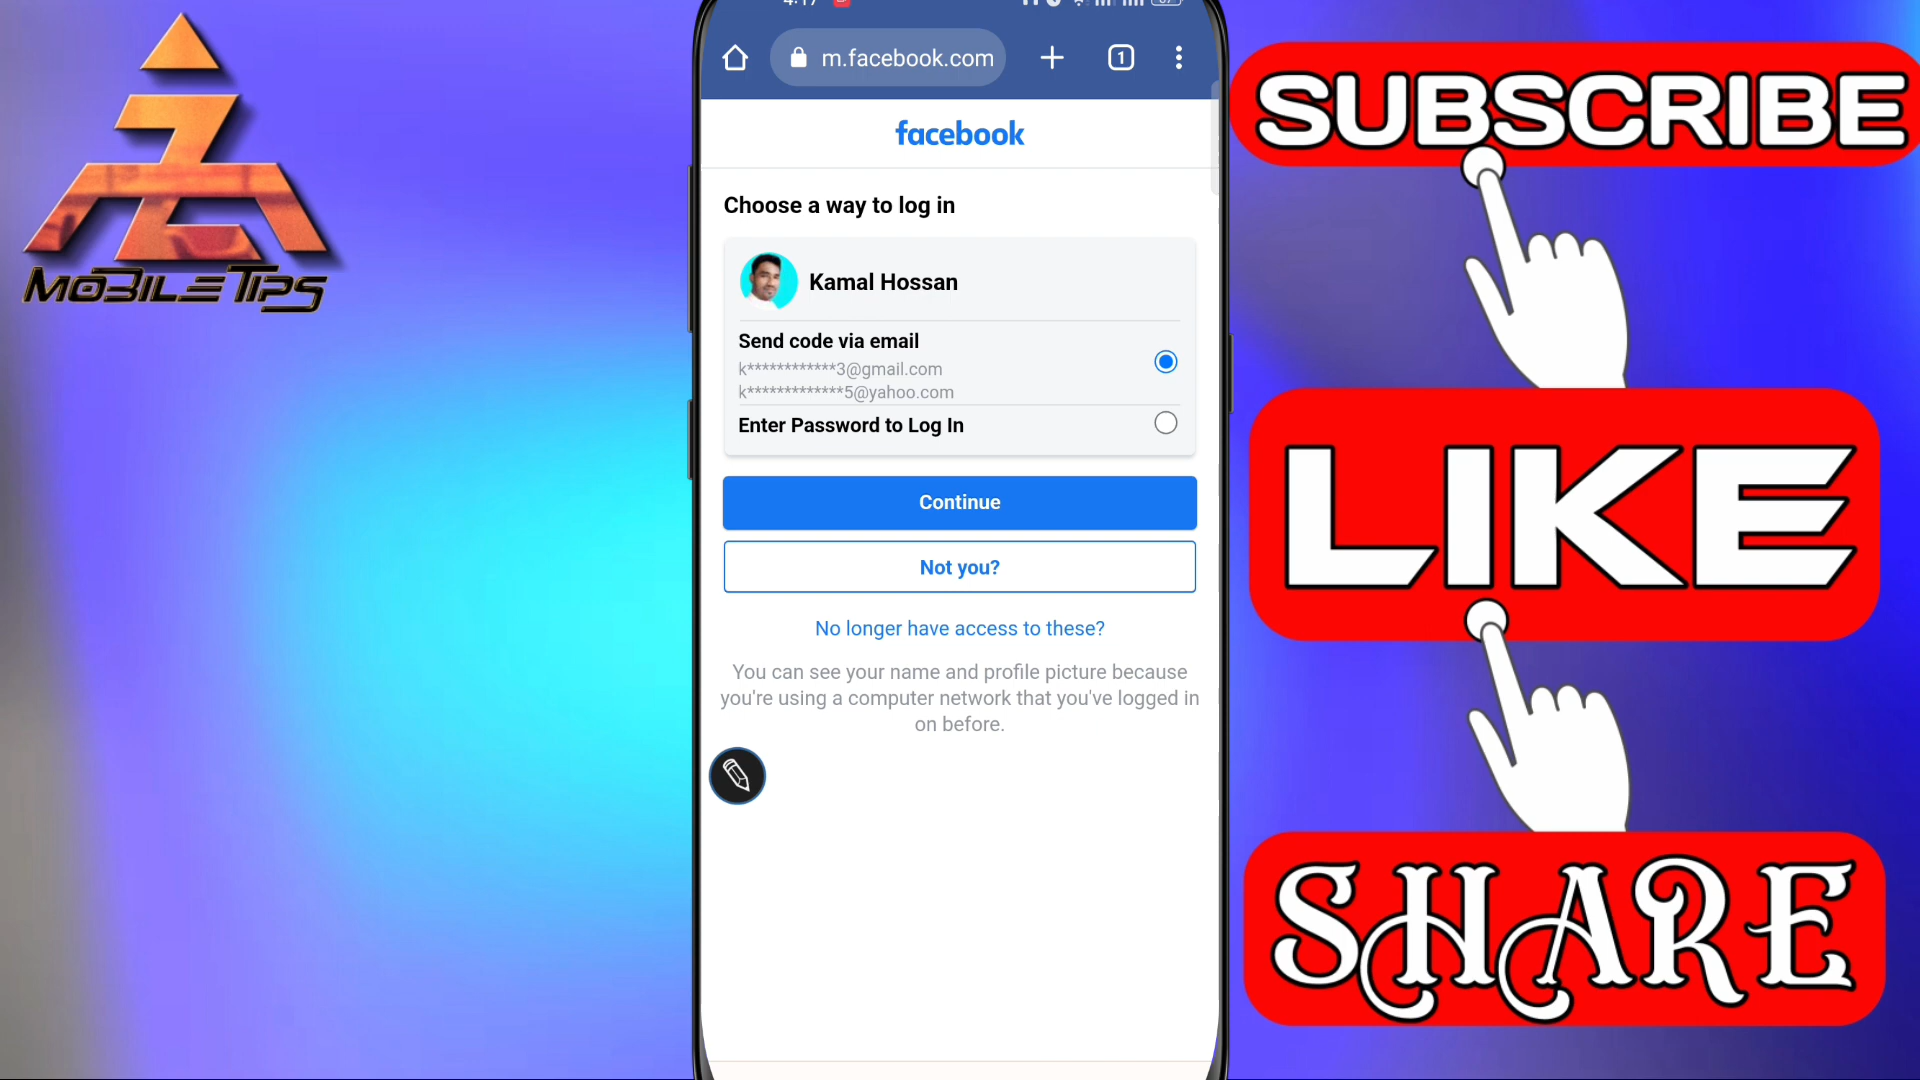 m.facebook.com
1
facebook
Choose a way to log in
Kamal Hossan
Send code via email
k************3@gmail.com
k*************5@yahoo.com
Enter Password to Log In
Continue
Not you?
No longer have access to these?
You can see your name and profile picture because
you're using a computer network that you've logged in
on before.
MOBILE TIPS
SUBSCRIBE
LIKE
SHARE